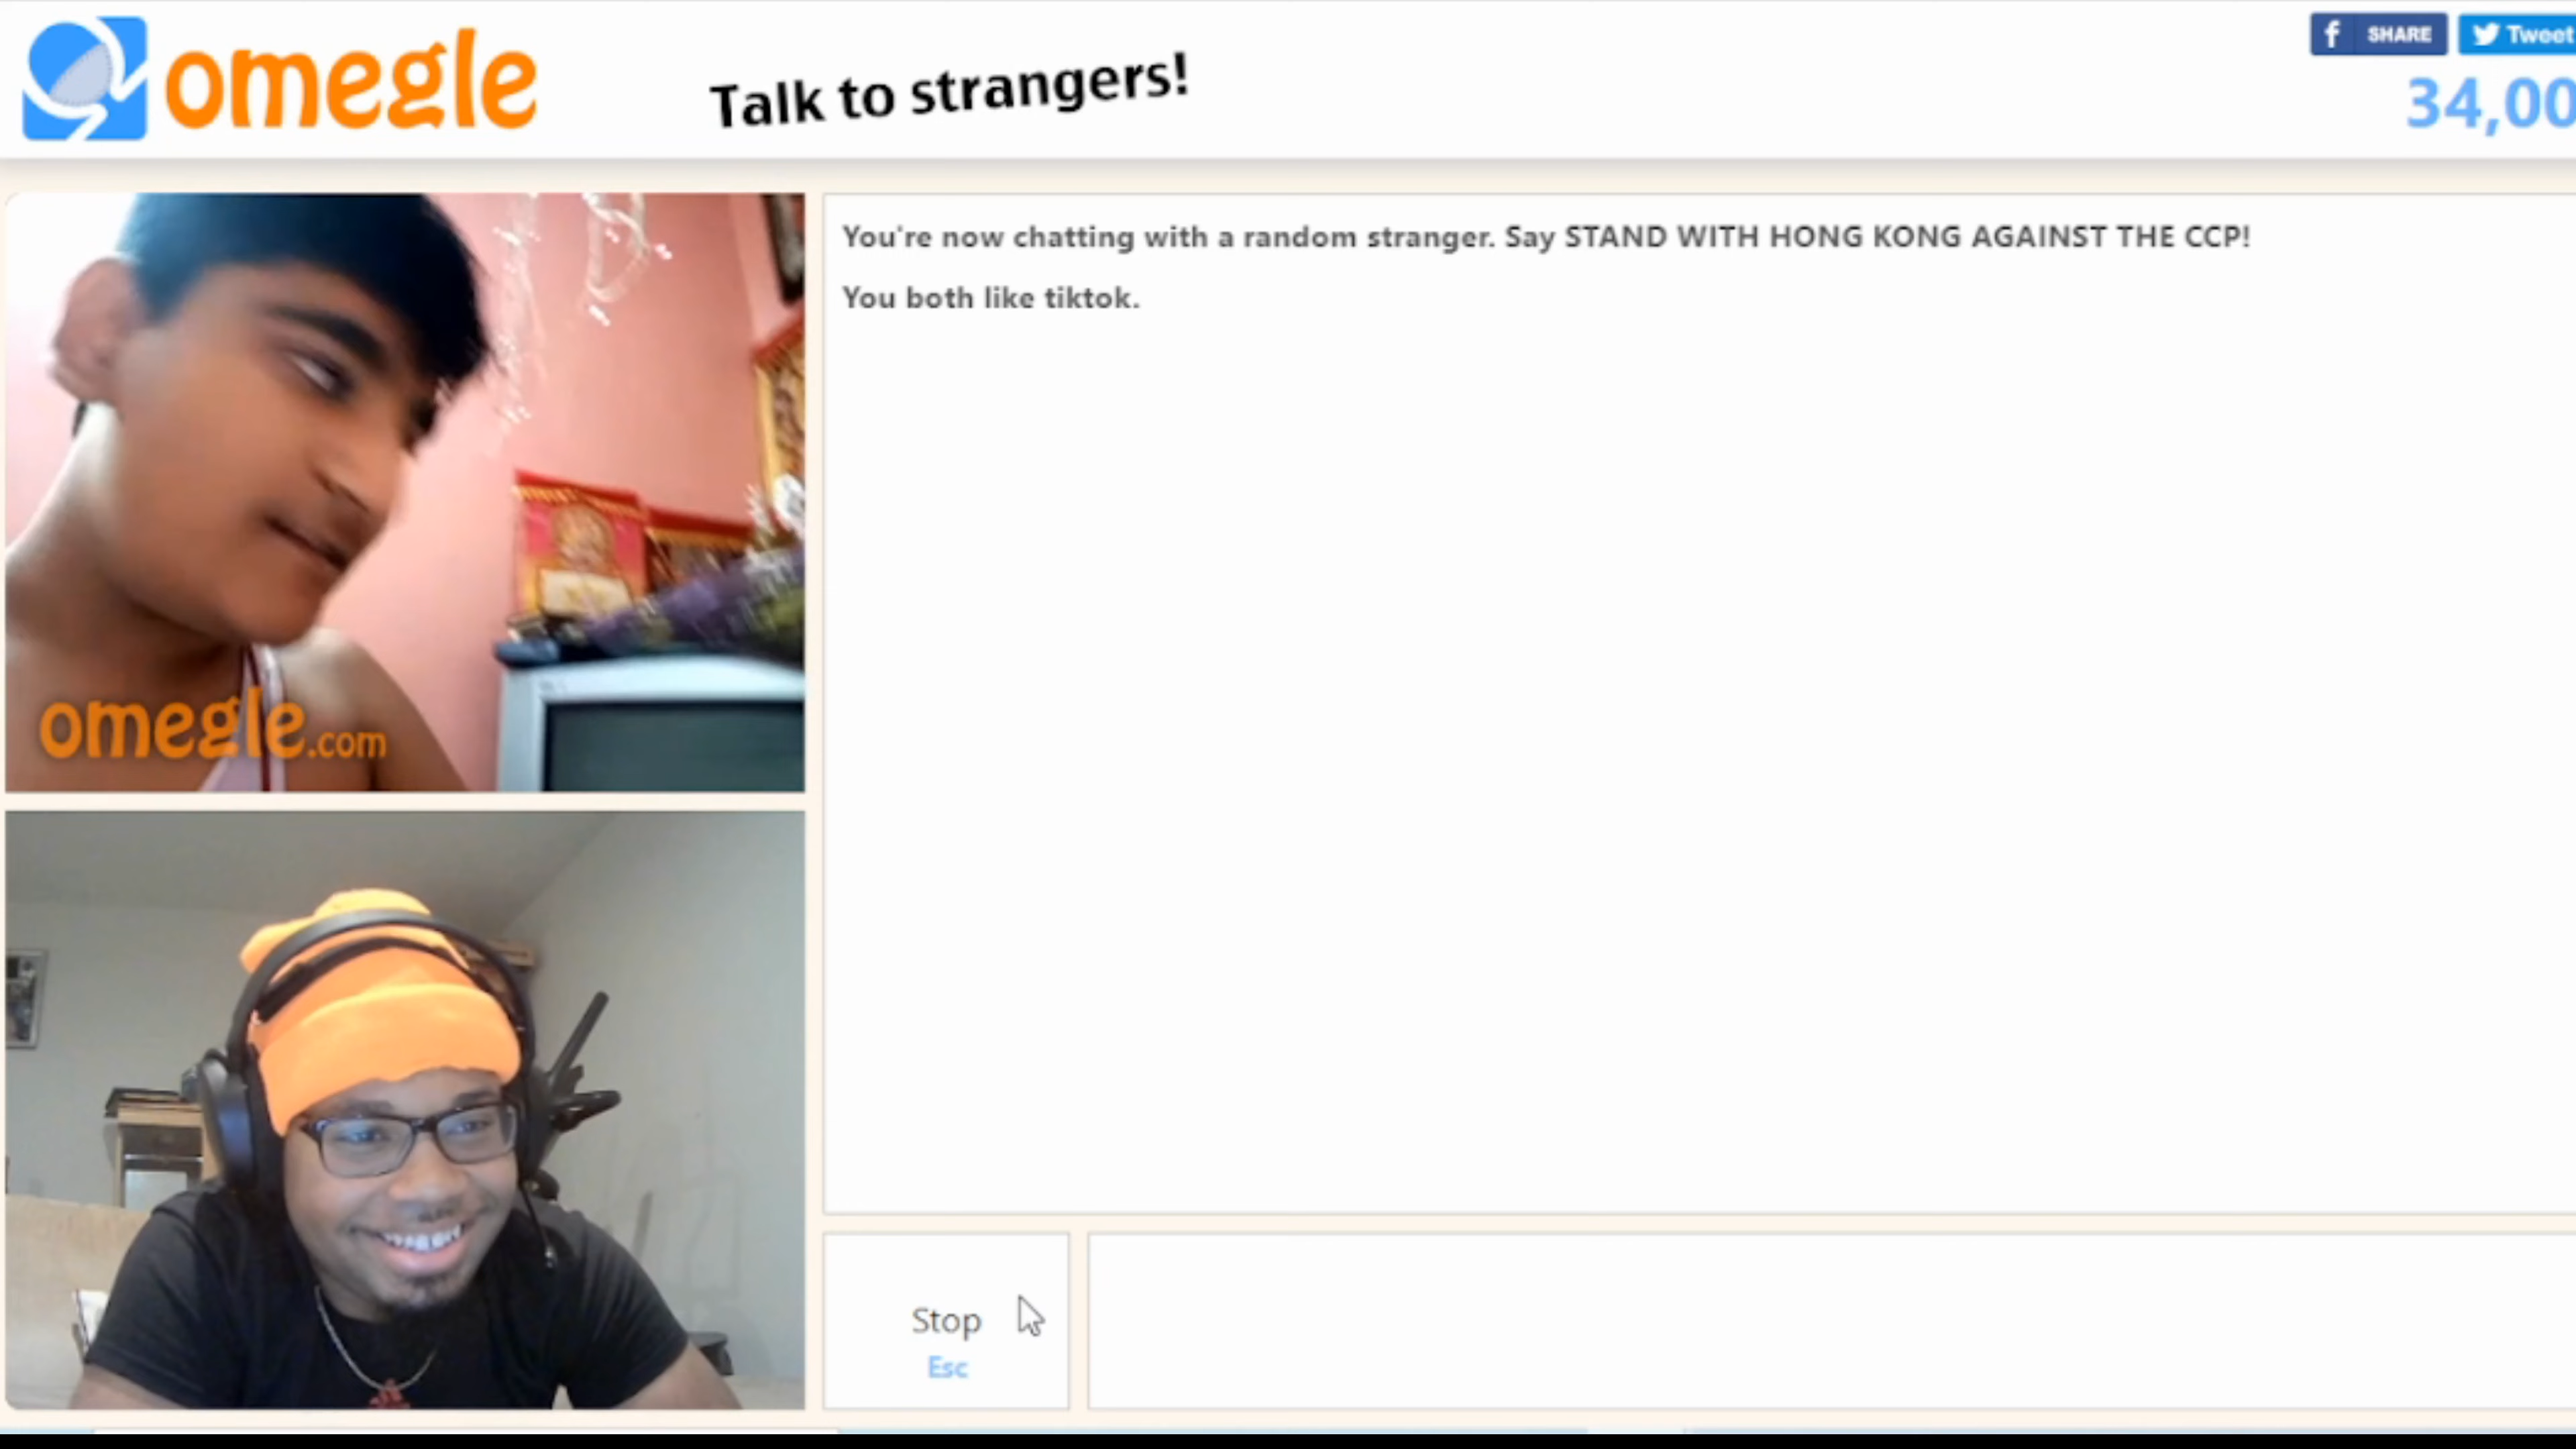 omegle
Talk to strangers!
SHARE
Tweet
34,00
You're now chatting with a random stranger. Say STAND WITH HONG KONG AGAINST THE CCP!
You both like tiktok.
omegle.com
Stop
Esc